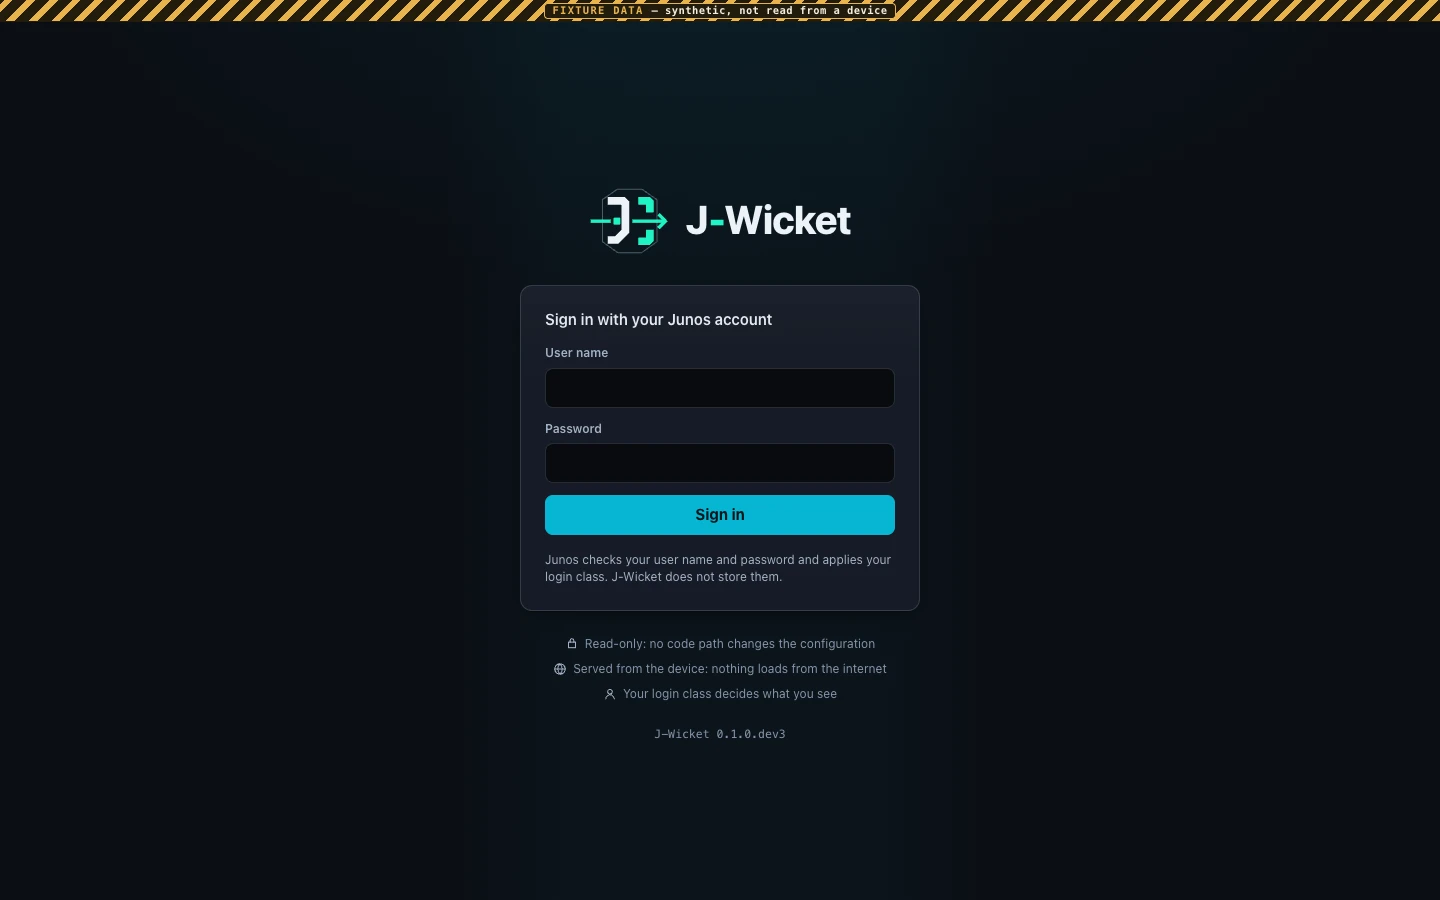 FIXTURE DATA — synthetic, not read from a device
J-Wicket
Sign in with your Junos account
User name
Password
Sign in
Junos checks your user name and password and applies your
login class. J-Wicket does not store them.
Read-only: no code path changes the configuration
Served from the device: nothing loads from the internet
Your login class decides what you see
J-Wicket 0.1.0.dev3